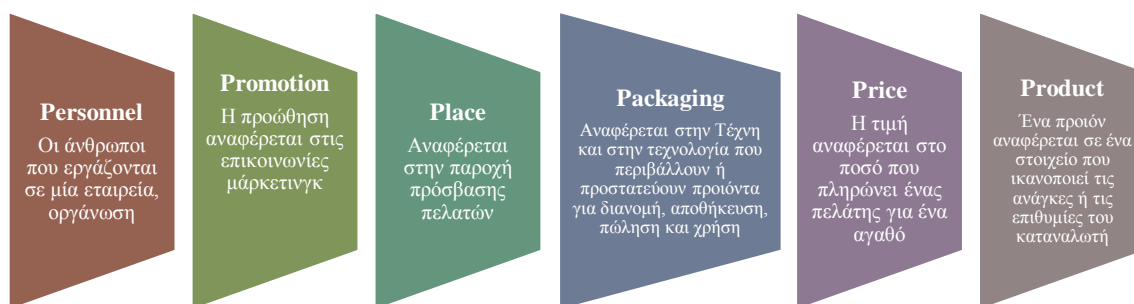 Personnel
Οι άνθρωποι
που εργάζονται
σε μία εταιρεία,
οργάνωση
Promotion
Η προώθηση
αναφέρεται στις
επικοινωνίες
μάρκετινγκ
Place
Αναφέρεται
στην παροχή
πρόσβασης
πελατών
Packaging
Αναφέρεται στην Τέχνη
και στην τεχνολογία που
περιβάλλουν ή
προστατεύουν προιόντα
για διανομή, αποθήκευση,
πώληση και χρήση
Price
Η τιμή
αναφέρεται στο
ποσό που
πληρώνει ένας
πελάτης για ένα
αγαθό
Product
Ένα προιόν
αναφέρεται σε ένα
στοιχείο που
ικανοποιεί τις
ανάγκες ή τις
επιθυμίες του
καταναλωτή